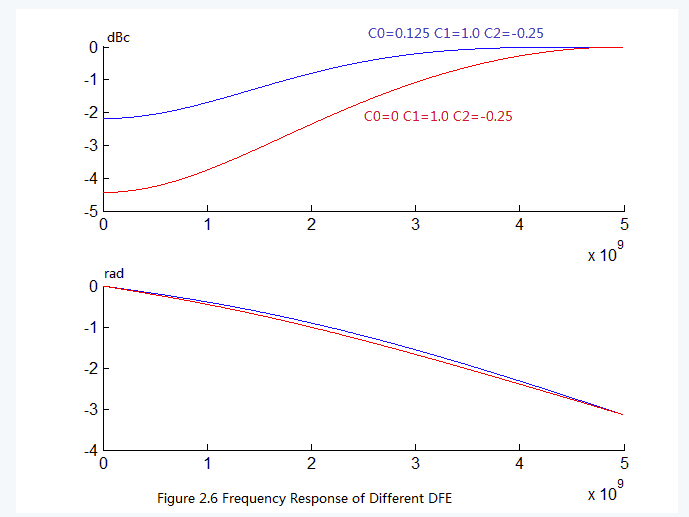 C0=0.125 C1=1.0 C2=-0.25
dBc
0
-1
-2
-3
-4
-5
C0=0 C1=1.0 C2=-0.25
0 1 2 3 4 5
x 10^9
rad
0
-1
-2
-3
-4
0 1 2 3 4 5
x 10^9
Figure 2.6 Frequency Response of Different DFE